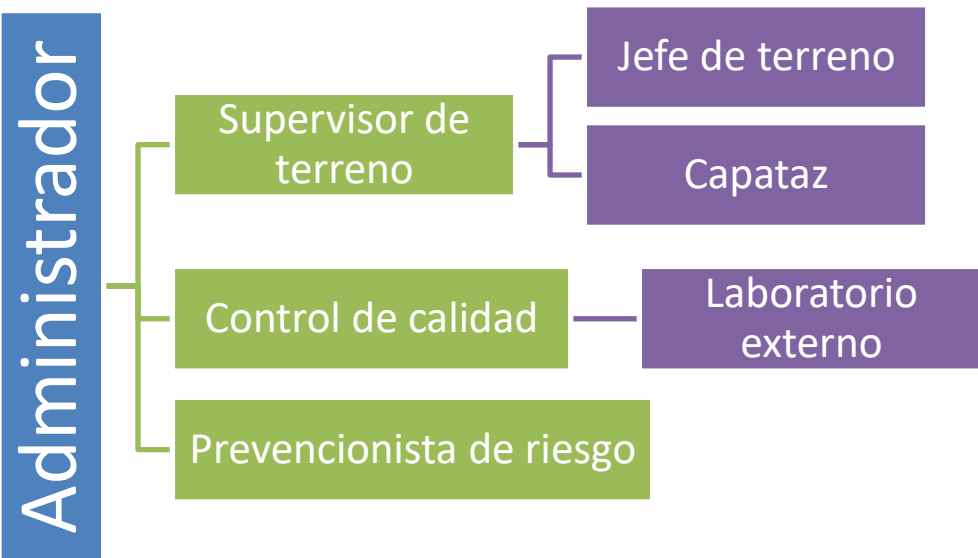 Administrador
Supervisor de
terreno
Jefe de terreno
Capataz
Control de calidad
Laboratorio
externo
Prevencionista de riesgo